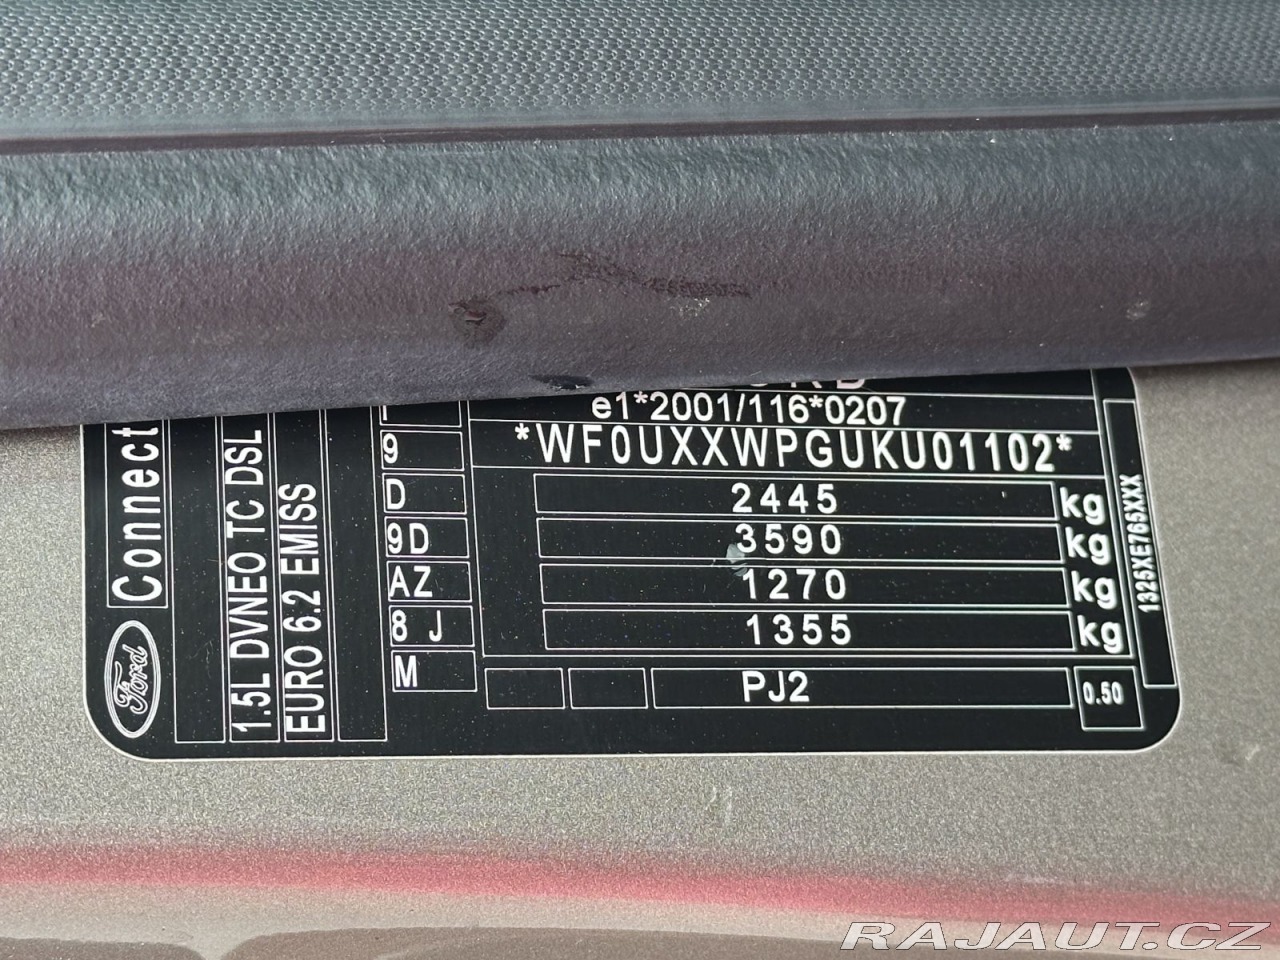 e1*2001/116*0207
*WF0UXXWPGUKU01102*
2445 kg
3590 kg
1270 kg
1355 kg
PJ2
0.50
1325XE766XXX
9
D
9D
AZ
8 J
M
Connect
Ford
1.5L DVNEO TC DSL
EURO 6.2 EMISS
RAJAUT.CZ